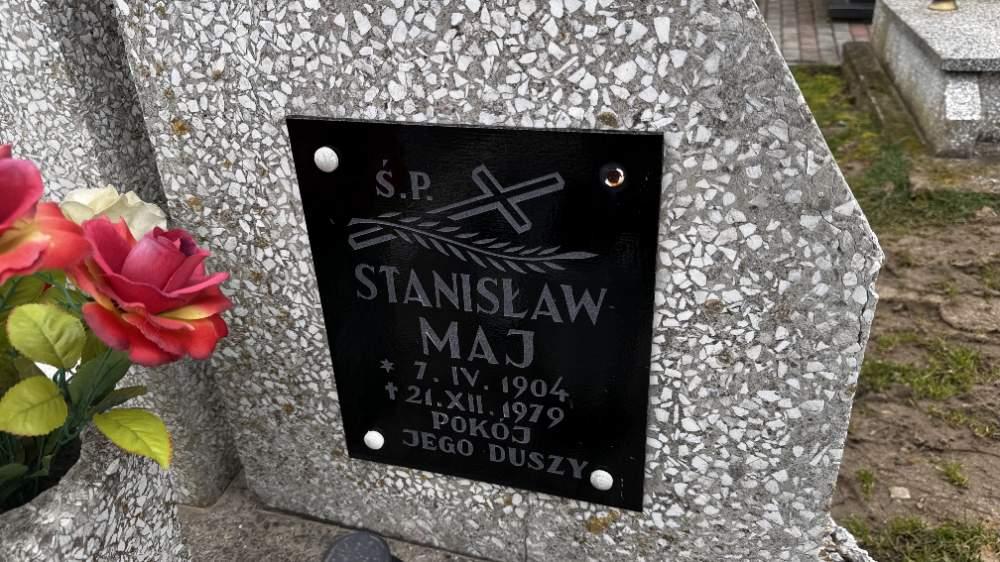 Ś.P.
STANISŁAW
MAJ
* 7. IV. 1904
✝ 21. XII. 1979
POKÓJ
JEGO DUSZY